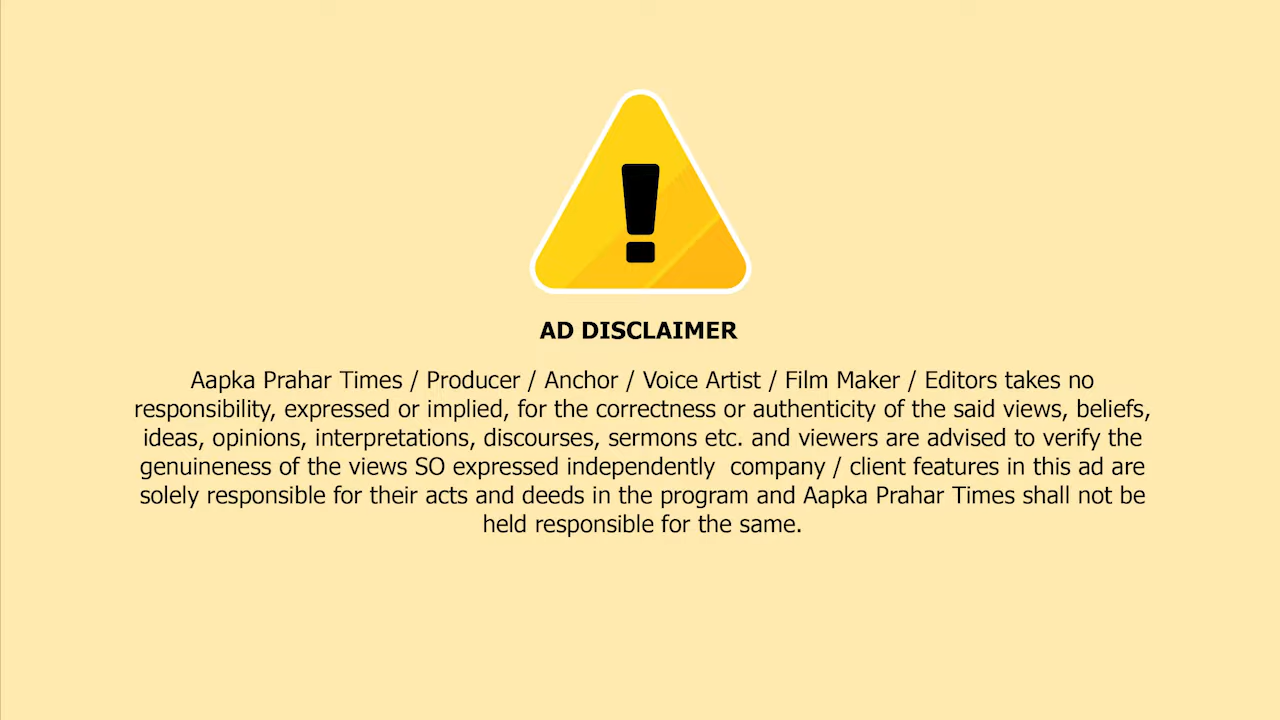 AD DISCLAIMER
Aapka Prahar Times / Producer / Anchor / Voice Artist / Film Maker / Editors takes no
responsibility, expressed or implied, for the correctness or authenticity of the said views, beliefs,
ideas, opinions, interpretations, discourses, sermons etc. and viewers are advised to verify the
genuineness of the views SO expressed independently  company / client features in this ad are
solely responsible for their acts and deeds in the program and Aapka Prahar Times shall not be
held responsible for the same.